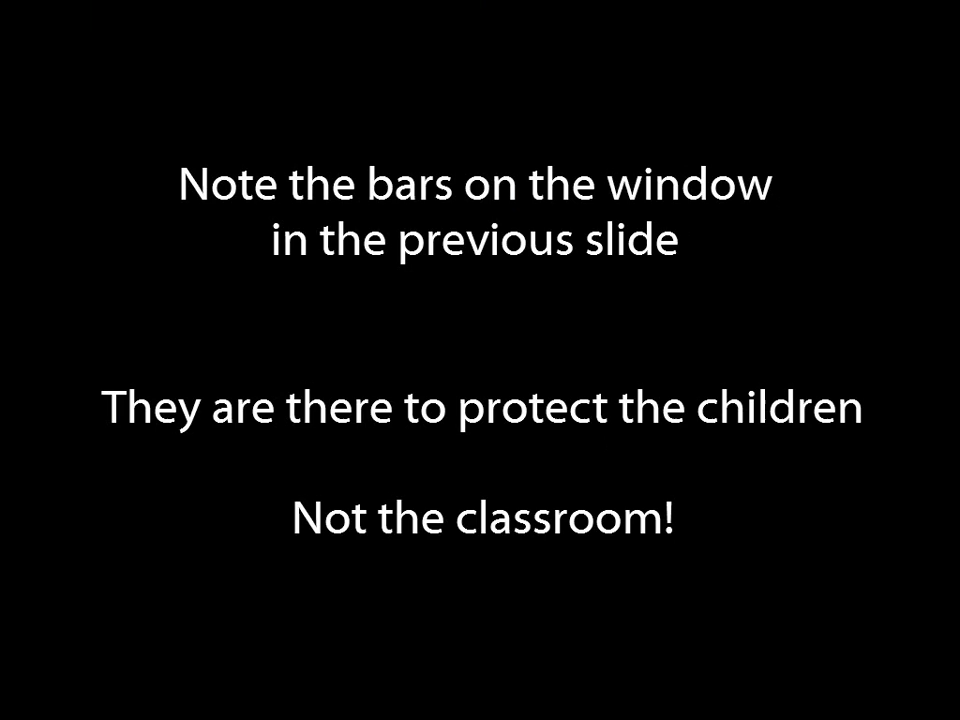 Note the bars on the window
in the previous slide
They are there to protect the children
Not the classroom!